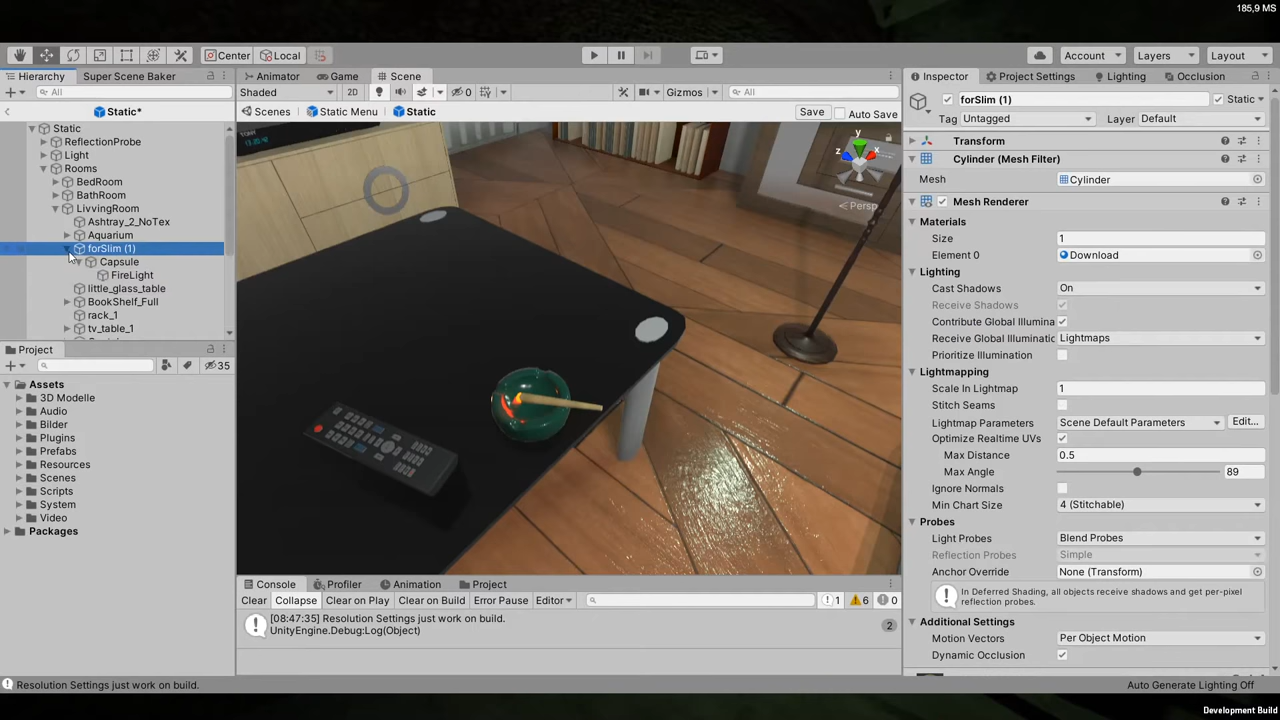 185,9 MS
Center
Local
Account
Layers
Layout
Hierarchy
Super Scene Baker
Animator
Game
Scene
Inspector
Project Settings
Lighting
Occlusion
All
Shaded
2D
0
Gizmos
All
forSlim (1)
Static
Static*
Scenes
Static Menu
Static
Save
Auto Save
Tag
Untagged
Layer
Default
Static
ReflectionProbe
Light
Rooms
BedRoom
BathRoom
LivvingRoom
Ashtray_2_NoTex
Aquarium
forSlim (1)
Capsule
FireLight
little_glass_table
BookShelf_Full
rack_1
tv_table_1
y
z
x
Persp
Transform
Cylinder (Mesh Filter)
Mesh
Cylinder
Mesh Renderer
Materials
Size
1
Element 0
Download
Lighting
Cast Shadows
On
Receive Shadows
Contribute Global Illumina
Receive Global Illuminatic
Lightmaps
Prioritize Illumination
Lightmapping
Scale In Lightmap
1
Stitch Seams
Lightmap Parameters
Scene Default Parameters
Edit...
Optimize Realtime UVs
Max Distance
0.5
Max Angle
89
Ignore Normals
Min Chart Size
4 (Stitchable)
Probes
Light Probes
Blend Probes
Reflection Probes
Simple
Anchor Override
None (Transform)
In Deferred Shading, all objects receive shadows and get per-pixel
reflection probes.
Additional Settings
Motion Vectors
Per Object Motion
Dynamic Occlusion
Project
35
Assets
3D Modelle
Audio
Bilder
Plugins
Prefabs
Resources
Scenes
Scripts
System
Video
Packages
Console
Profiler
Animation
Project
Clear
Collapse
Clear on Play
Clear on Build
Error Pause
Editor
1
6
0
[08:47:35] Resolution Settings just work on build.
UnityEngine.Debug:Log(Object)
2
Resolution Settings just work on build.
Auto Generate Lighting Off
Development Build